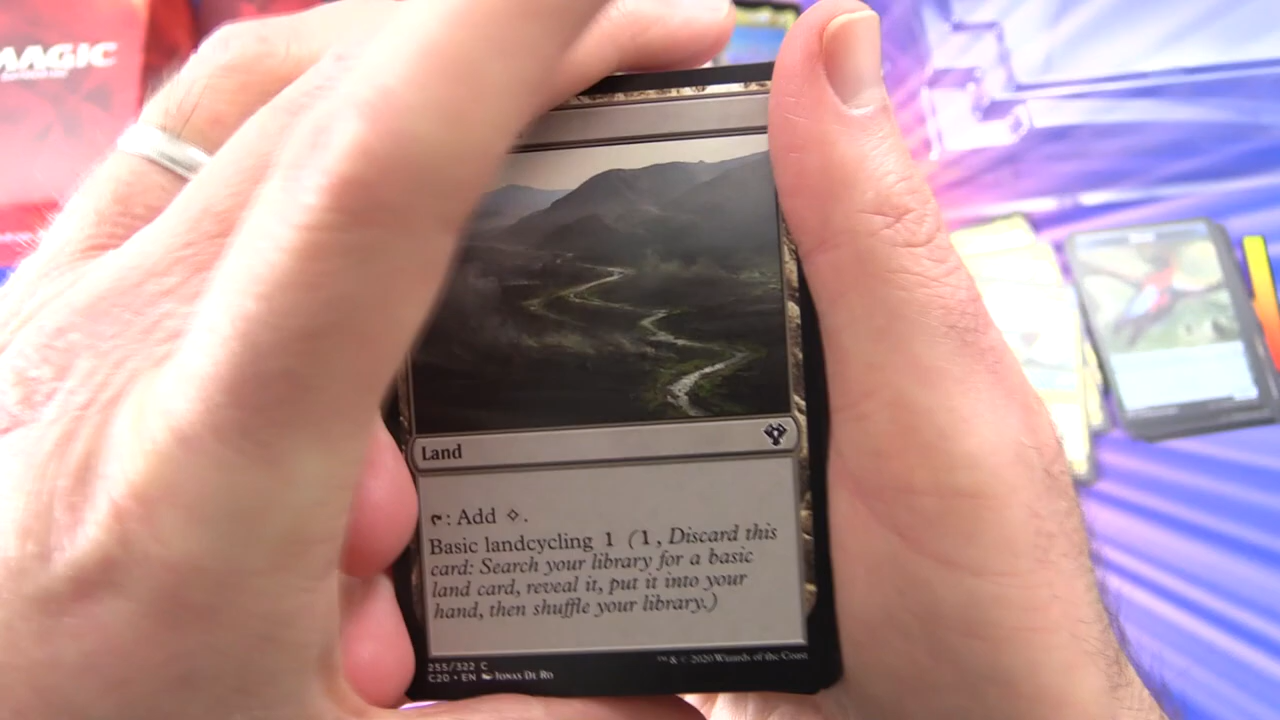 MAGIC
Land
: Add .
Basic landcycling 1 (1, Discard this
card: Search your library for a basic
land card, reveal it, put it into your
hand, then shuffle your library.)
255/322 C
C20 • EN JONAS DE RO
™ & © 2020 Wizards of the Coast